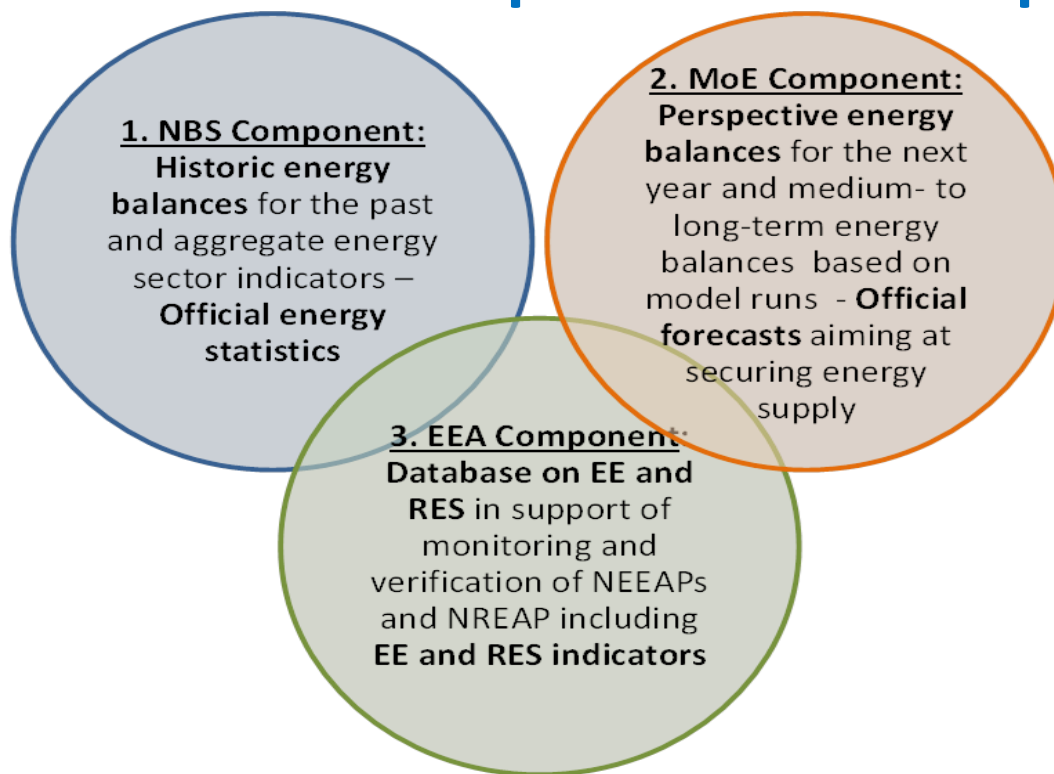 1. NBS Component:
Historic energy
balances for the past
and aggregate energy
sector indicators –
Official energy
statistics
2. MoE Component:
Perspective energy
balances for the next
year and medium- to
long-term energy
balances based on
model runs - Official
forecasts aiming at
securing energy
supply
3. EEA Component:
Database on EE and
RES in support of
monitoring and
verification of NEEAPs
and NREAP including
EE and RES indicators